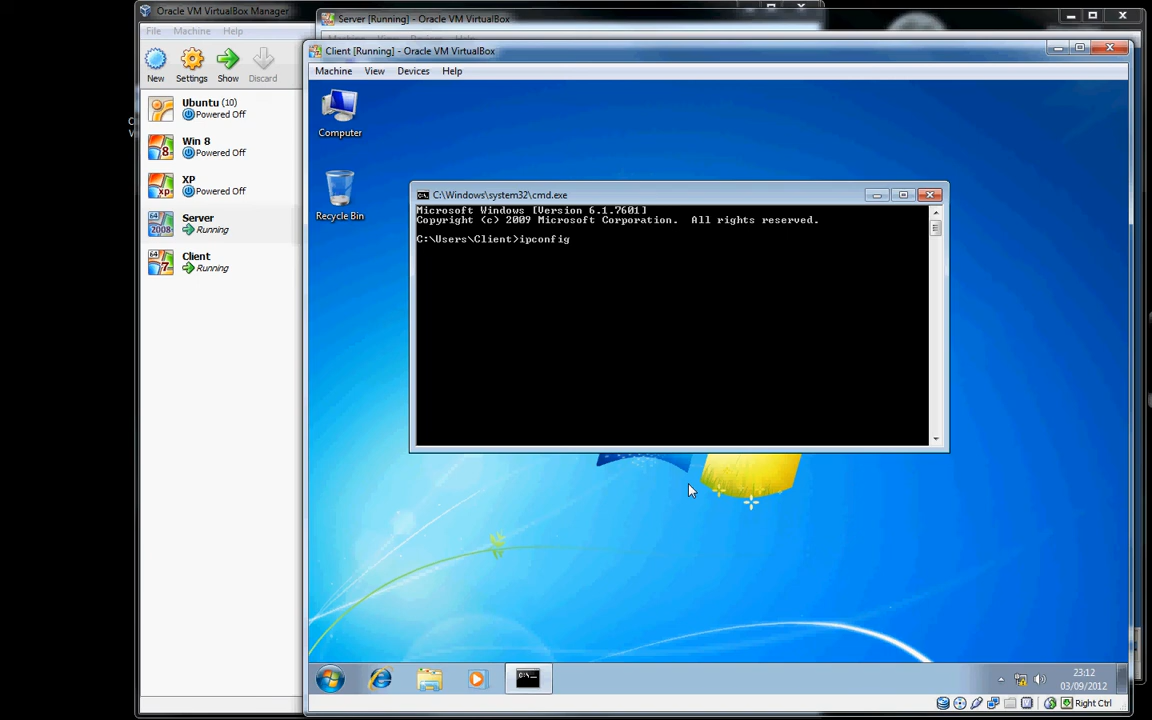 Oracle VM VirtualBox Manager
File Machine Help
New Settings Show Discard
Ubuntu (10)
Powered Off
Win 8
Powered Off
XP
Powered Off
Server
Running
Client
Running
Server [Running] - Oracle VM VirtualBox
Client [Running] - Oracle VM VirtualBox
Machine View Devices Help
Computer
Recycle Bin
C:\Windows\system32\cmd.exe
Microsoft Windows [Version 6.1.7601]
Copyright (c) 2009 Microsoft Corporation. All rights reserved.
C:\Users\Client>ipconfig
23:12
03/09/2012
Right Ctrl